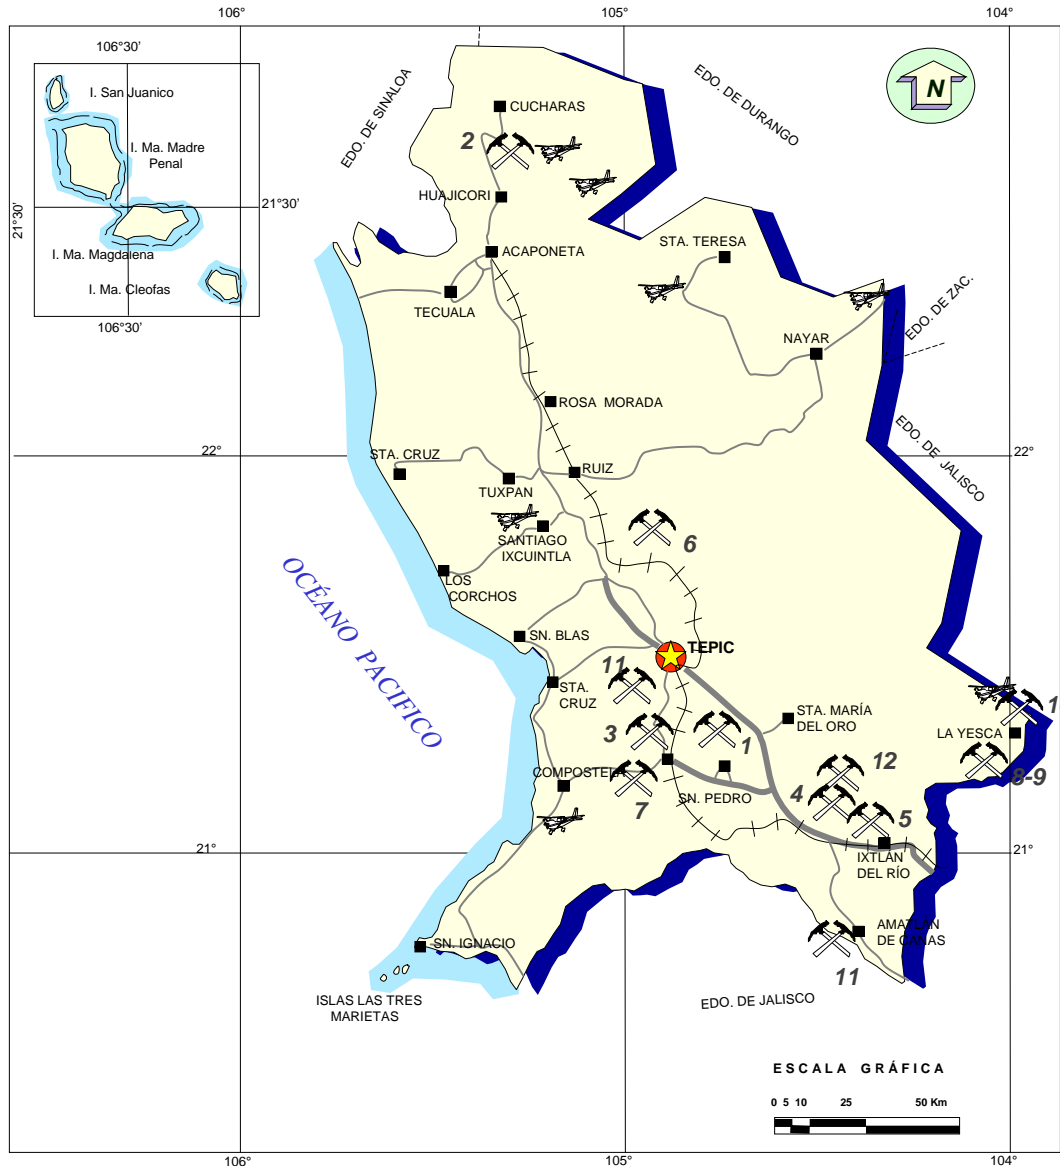 106°
105°
104°
106°30'
I. San Juanico
I. Ma. Madre
Penal
21°30'
21°30'
I. Ma. Magdalena
I. Ma. Cleofas
106°30'
EDO. DE SINALOA
EDO. DE DURANGO
N
CUCHARAS
2
HUAJICORI
ACAPONETA
STA. TERESA
TECUALA
EDO. DE ZAC.
NAYAR
ROSA MORADA
EDO. DE JALISCO
22°
STA. CRUZ
RUIZ
22°
TUXPAN
SANTIAGO
IXCUINTLA
6
OCÉANO PACIFICO
LOS
CORCHOS
SN. BLAS
TEPIC
11
STA.
CRUZ
STA. MARÍA
DEL ORO
1
LA YESCA
3
1
12
8-9
COMPOSTELA
7
SN. PEDRO
4
5
21°
21°
IXTLÁN
DEL RÍO
AMATLAN
DE CAÑAS
SN. IGNACIO
11
ISLAS LAS TRES
MARIETAS
EDO. DE JALISCO
ESCALA GRÁFICA
0 5 10 25 50 Km
106°
105°
104°